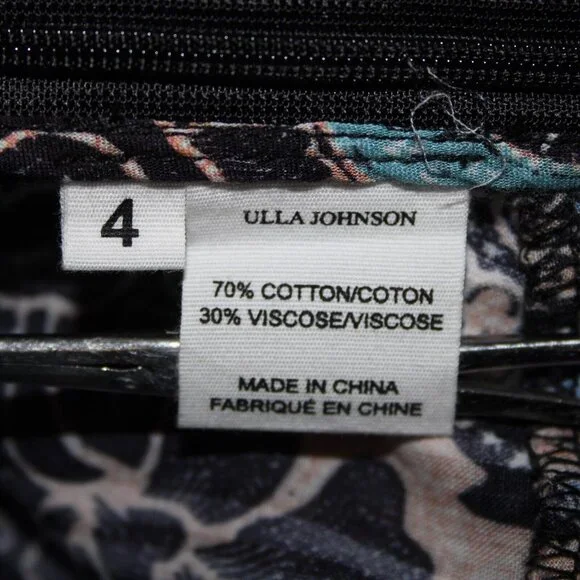 4
ULLA JOHNSON
70% COTTON/COTON
30% VISCOSE/VISCOSE
MADE IN CHINA
FABRIQUÉ EN CHINE